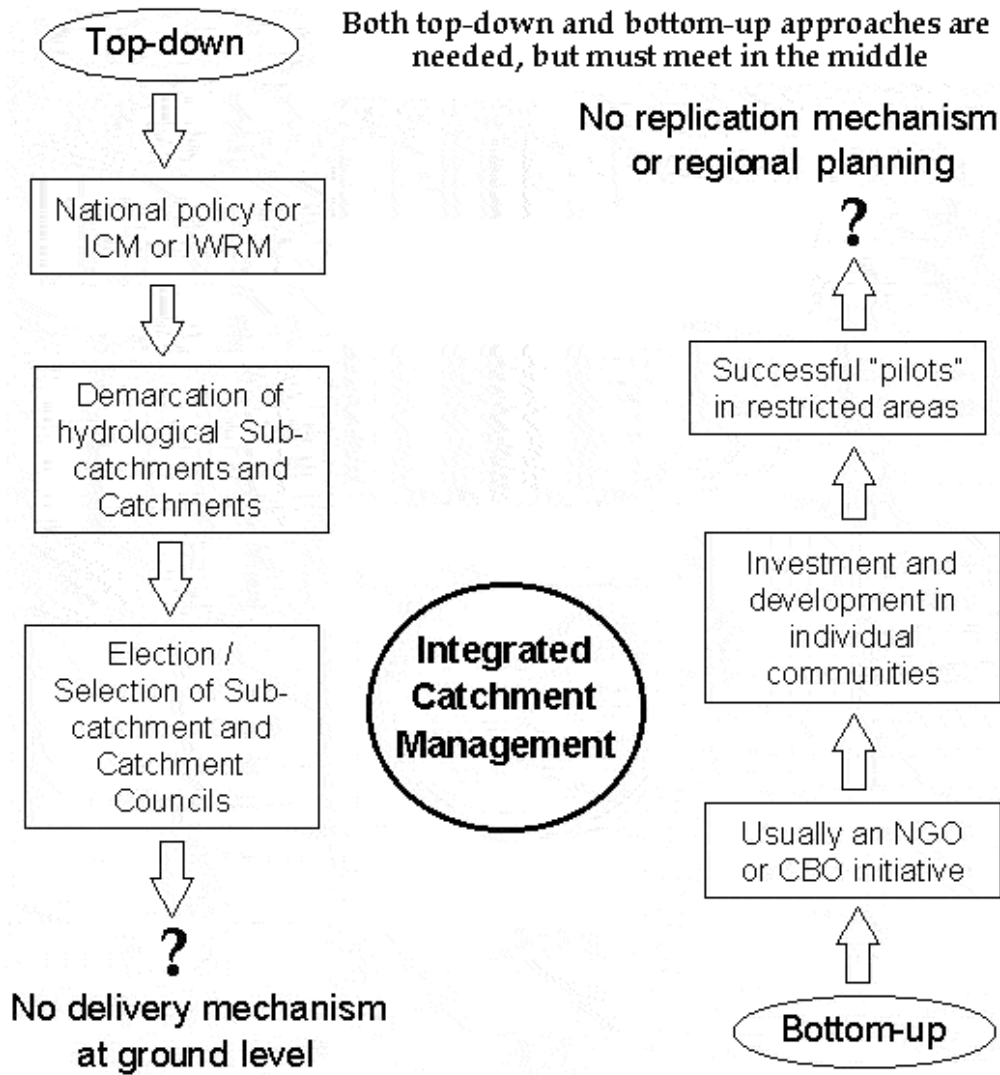 Top-down
Both top-down and bottom-up approaches are
needed, but must meet in the middle
National policy for
ICM or IWRM
Demarcation of
hydrological Sub-
catchments and
Catchments
Election /
Selection of Sub-
catchment and
Catchment
Councils
?
No delivery mechanism
at ground level
Integrated
Catchment
Management
No replication mechanism
or regional planning
?
Successful "pilots"
in restricted areas
Investment and
development in
individual
communities
Usually an NGO
or CBO initiative
Bottom-up